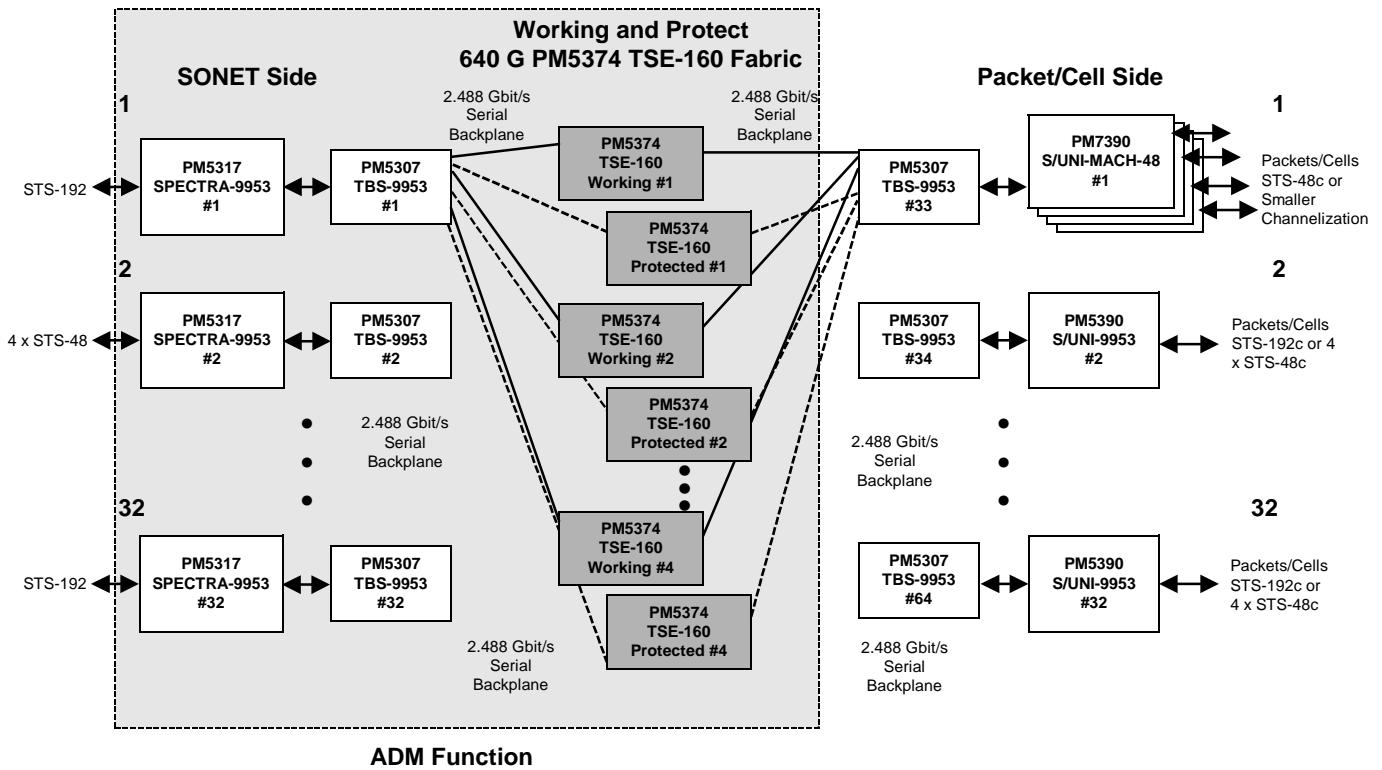 Working and Protect
640 G PM5374 TSE-160 Fabric
SONET Side
Packet/Cell Side
1
2.488 Gbit/s
Serial
Backplane
2.488 Gbit/s
Serial
Backplane
1
STS-192
PM5317
SPECTRA-9953
#1
PM5307
TBS-9953
#1
PM5374
TSE-160
Working #1
PM5307
TBS-9953
#33
PM7390
S/UNI-MACH-48
#1
Packets/Cells
STS-48c or
Smaller
Channelization
PM5374
TSE-160
Protected #1
2
2
4 x STS-48
PM5317
SPECTRA-9953
#2
PM5307
TBS-9953
#2
PM5374
TSE-160
Working #2
PM5307
TBS-9953
#34
PM5390
S/UNI-9953
#2
Packets/Cells
STS-192c or 4
x STS-48c
2.488 Gbit/s
Serial
Backplane
PM5374
TSE-160
Protected #2
2.488 Gbit/s
Serial
Backplane
32
32
STS-192
PM5317
SPECTRA-9953
#32
PM5307
TBS-9953
#32
PM5374
TSE-160
Working #4
PM5307
TBS-9953
#64
PM5390
S/UNI-9953
#32
Packets/Cells
STS-192c or
4 x STS-48c
2.488 Gbit/s
Serial
Backplane
PM5374
TSE-160
Protected #4
2.488 Gbit/s
Serial
Backplane
ADM Function